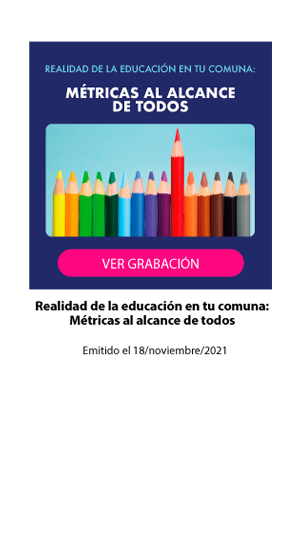 REALIDAD DE LA EDUCACIÓN EN TU COMUNA:
MÉTRICAS AL ALCANCE
DE TODOS
VER GRABACIÓN
Realidad de la educación en tu comuna:
Métricas al alcance de todos
Emitido el 18/noviembre/2021